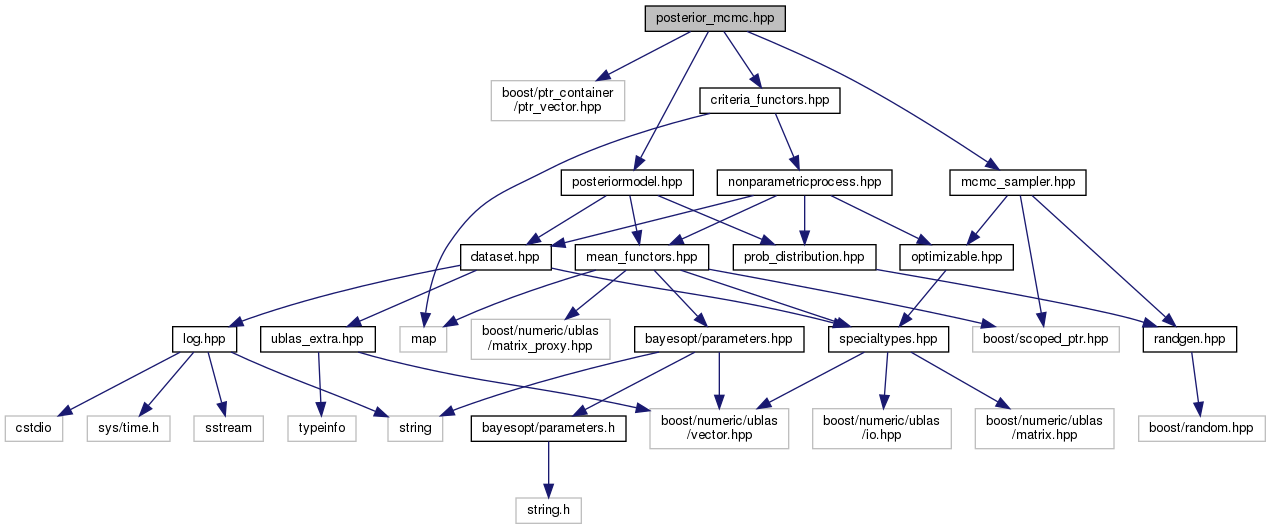 posterior_mcmc.hpp
boost/ptr_container
/ptr_vector.hpp
criteria_functors.hpp
posteriormodel.hpp
nonparametricprocess.hpp
mcmc_sampler.hpp
dataset.hpp
mean_functors.hpp
prob_distribution.hpp
optimizable.hpp
log.hpp
ublas_extra.hpp
map
boost/numeric/ublas
/matrix_proxy.hpp
bayesopt/parameters.hpp
specialtypes.hpp
boost/scoped_ptr.hpp
randgen.hpp
cstdio
sys/time.h
sstream
typeinfo
string
bayesopt/parameters.h
boost/numeric/ublas
/vector.hpp
boost/numeric/ublas
/io.hpp
boost/numeric/ublas
/matrix.hpp
boost/random.hpp
string.h